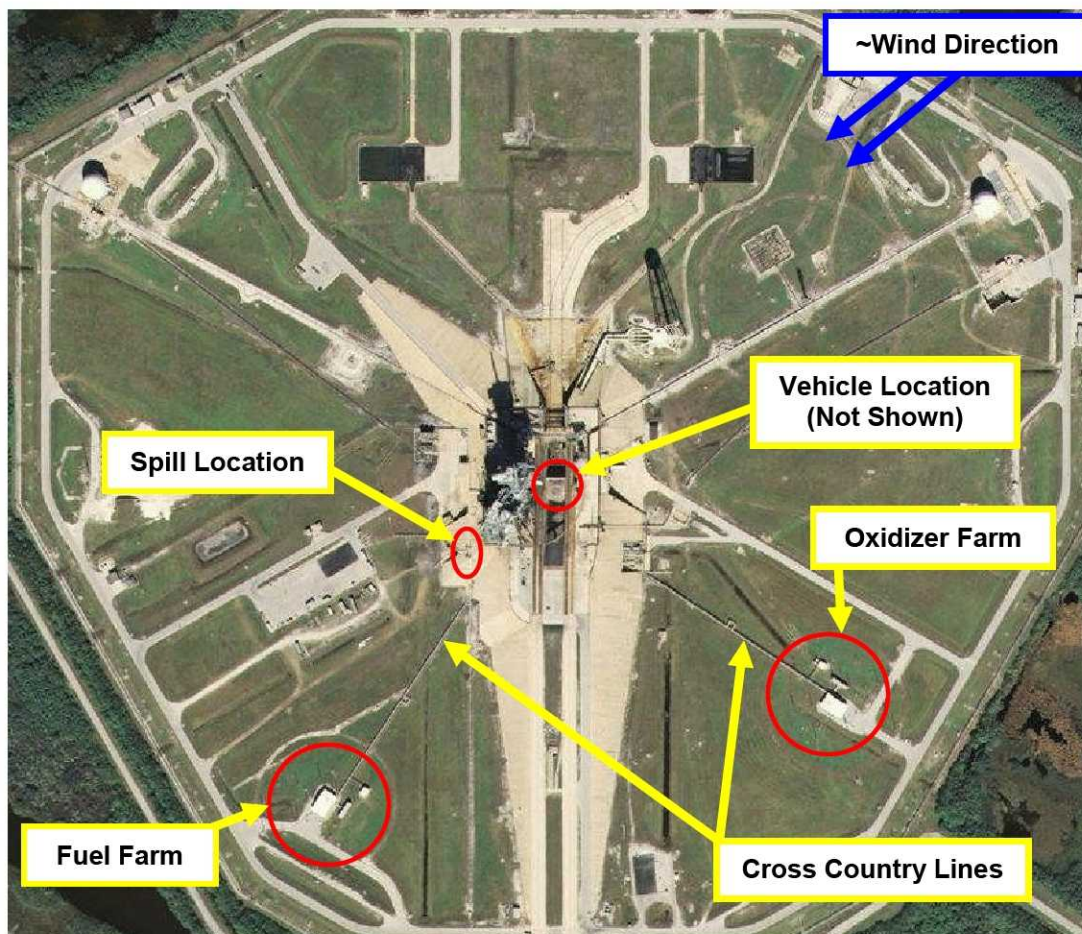 ~Wind Direction
Vehicle Location
(Not Shown)
Spill Location
Oxidizer Farm
Fuel Farm
Cross Country Lines